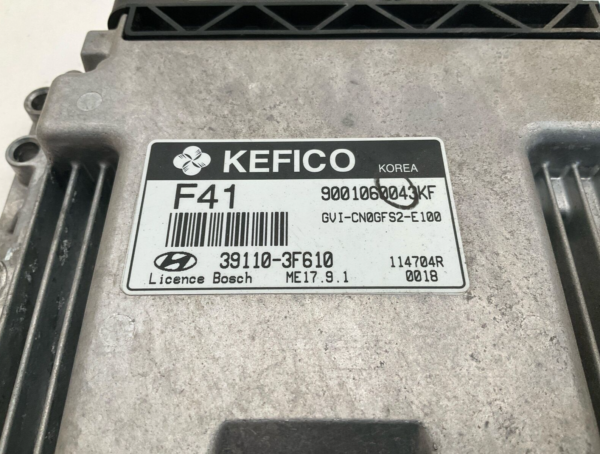 KEFICO KOREA
F41 9001060043KF
GVI-CN0GFS2-E100
39110-3F610 114704R
Licence Bosch ME17.9.1 0018